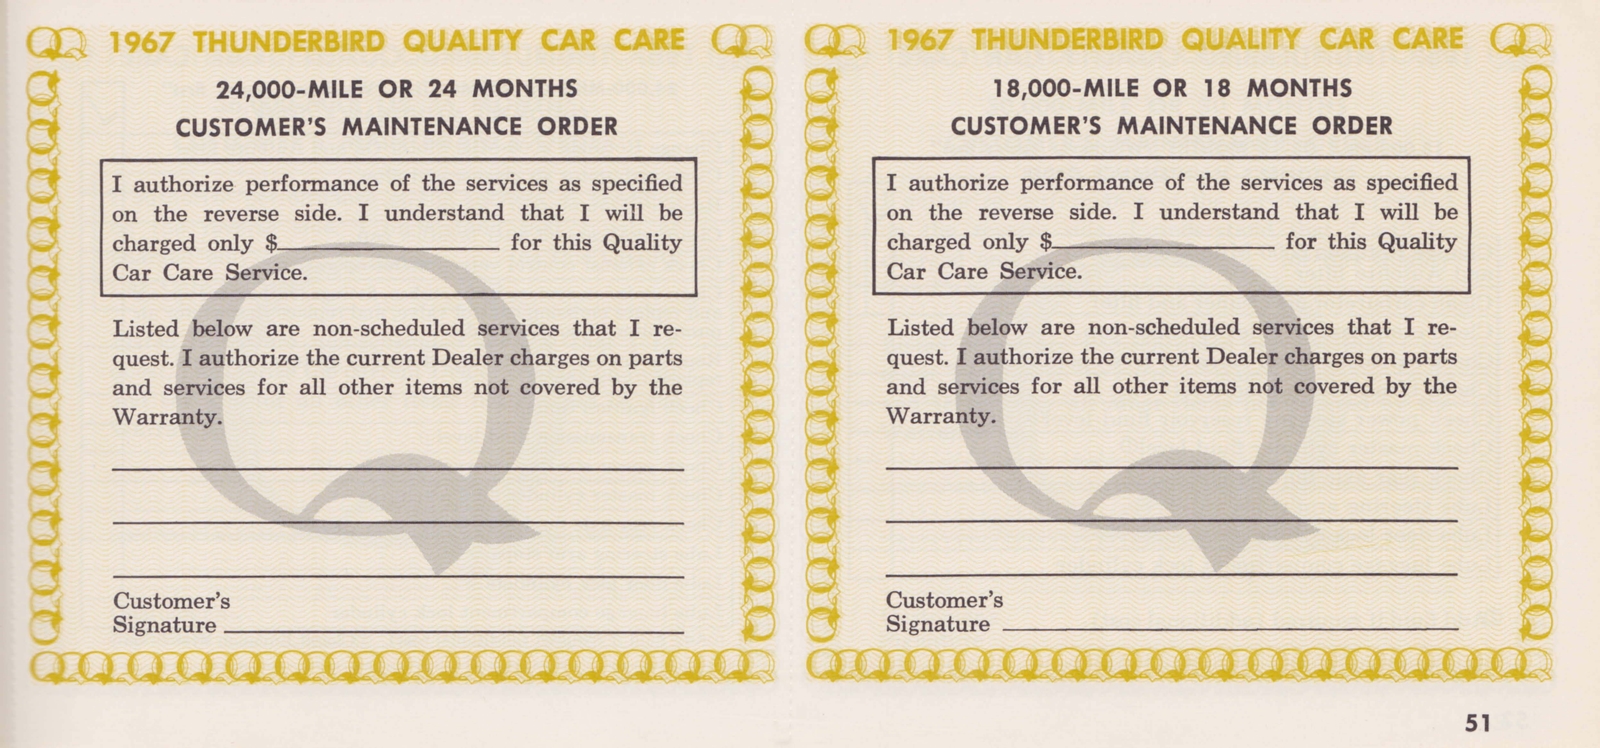 1967 THUNDERBIRD QUALITY CAR CARE
24,000-MILE OR 24 MONTHS
CUSTOMER'S MAINTENANCE ORDER
I authorize performance of the services as specified
on the reverse side. I understand that I will be
charged only $______________ for this Quality
Car Care Service.
Listed below are non-scheduled services that I re-
quest. I authorize the current Dealer charges on parts
and services for all other items not covered by the
Warranty.
Customer's
Signature
Q
1967 THUNDERBIRD QUALITY CAR CARE
18,000-MILE OR 18 MONTHS
CUSTOMER'S MAINTENANCE ORDER
I authorize performance of the services as specified
on the reverse side. I understand that I will be
charged only $______________ for this Quality
Car Care Service.
Listed below are non-scheduled services that I re-
quest. I authorize the current Dealer charges on parts
and services for all other items not covered by the
Warranty.
Customer's
Signature
Q
51